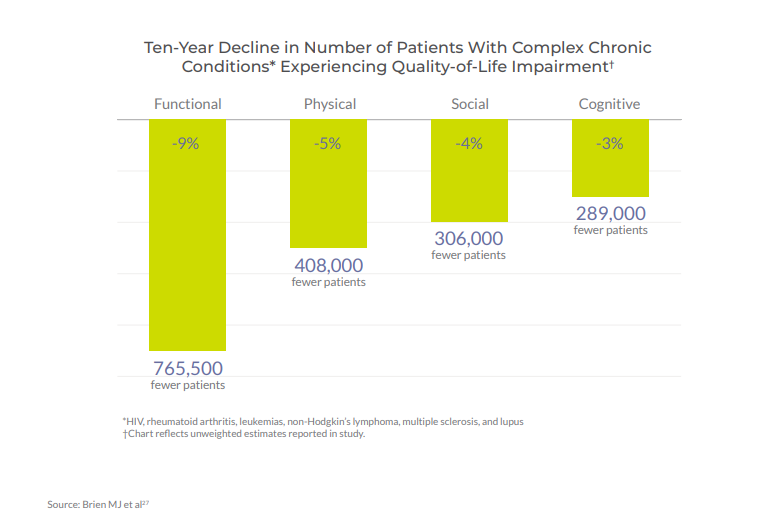 Ten-Year Decline in Number of Patients With Complex Chronic
Conditions* Experiencing Quality-of-Life Impairment†
Functional Physical Social Cognitive
-9% -5% -4% -3%
289,000
fewer patients
306,000
fewer patients
408,000
fewer patients
765,500
fewer patients
*HIV, rheumatoid arthritis, leukemias, non-Hodgkin's lymphoma, multiple sclerosis, and lupus
†Chart reflects unweighted estimates reported in study.
Source: Brien MJ et al²⁷